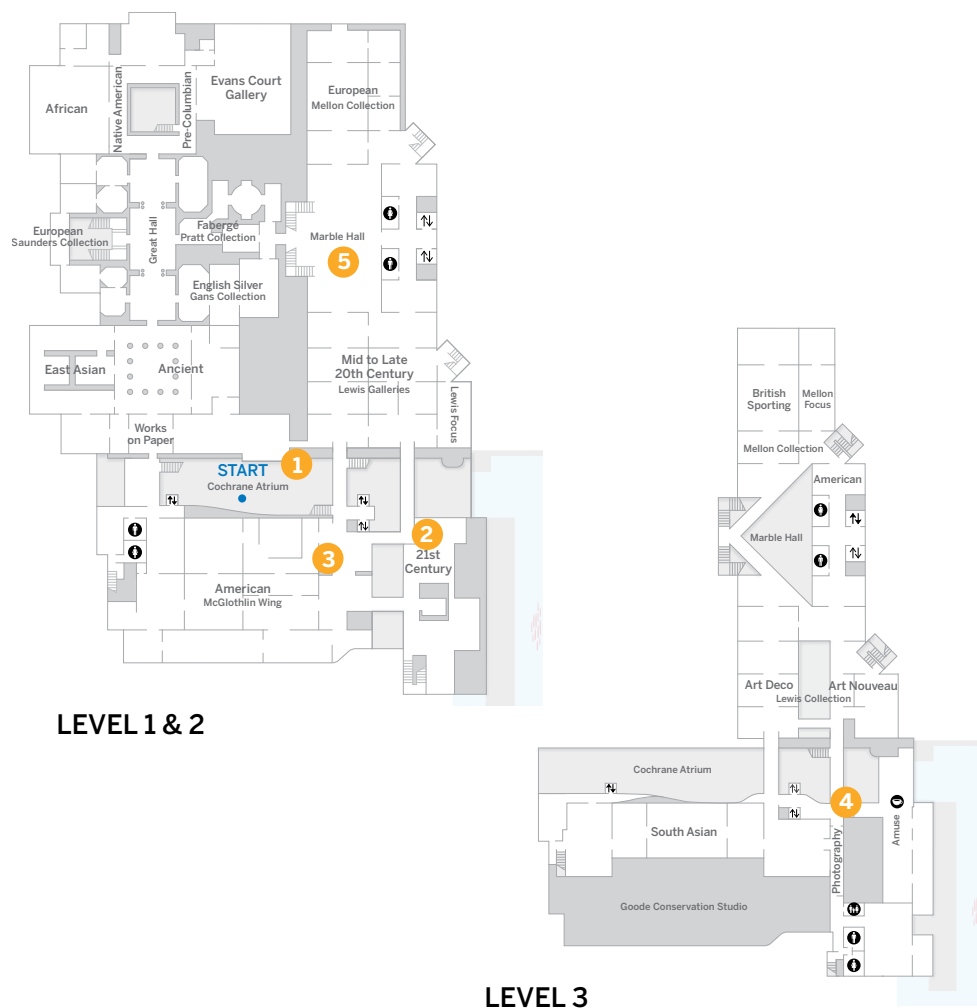 Evans Court
Gallery
European
Mellon Collection
African
Native American
Pre-Columbian
European
Saunders Collection
Great Hall
Fabergé
Pratt Collection
Marble Hall
5
English Silver
Gans Collection
East Asian
Ancient
Mid to Late
20th Century
Lewis Galleries
Lewis Focus
Works
on Paper
START
1
Cochrane Atrium
2
21st
Century
3
American
McGlothlin Wing
LEVEL 1 & 2
British
Sporting
Mellon
Focus
Mellon Collection
American
Marble Hall
Art Deco
Art Nouveau
Lewis Collection
Cochrane Atrium
4
South Asian
Photography
Amuse
Goode Conservation Studio
LEVEL 3